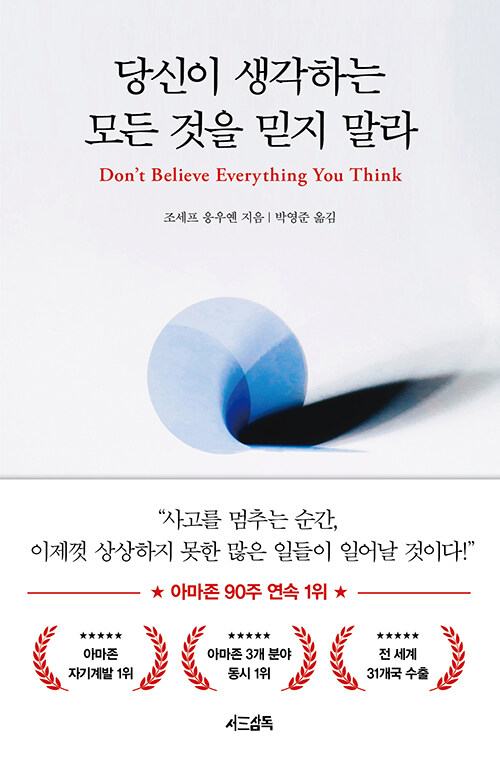 당신이 생각하는
모든 것을 믿지 말라
Don't Believe Everything You Think
조세프 응우옌 지음 | 박영준 옮김
“사고를 멈추는 순간,
이제껏 상상하지 못한 많은 일들이 일어날 것이다!”
★ 아마존 90주 연속 1위 ★
★★★★★
아마존
자기계발 1위
★★★★★
아마존 3개 분야
동시 1위
★★★★★
전 세계
31개국 수출
서삼독